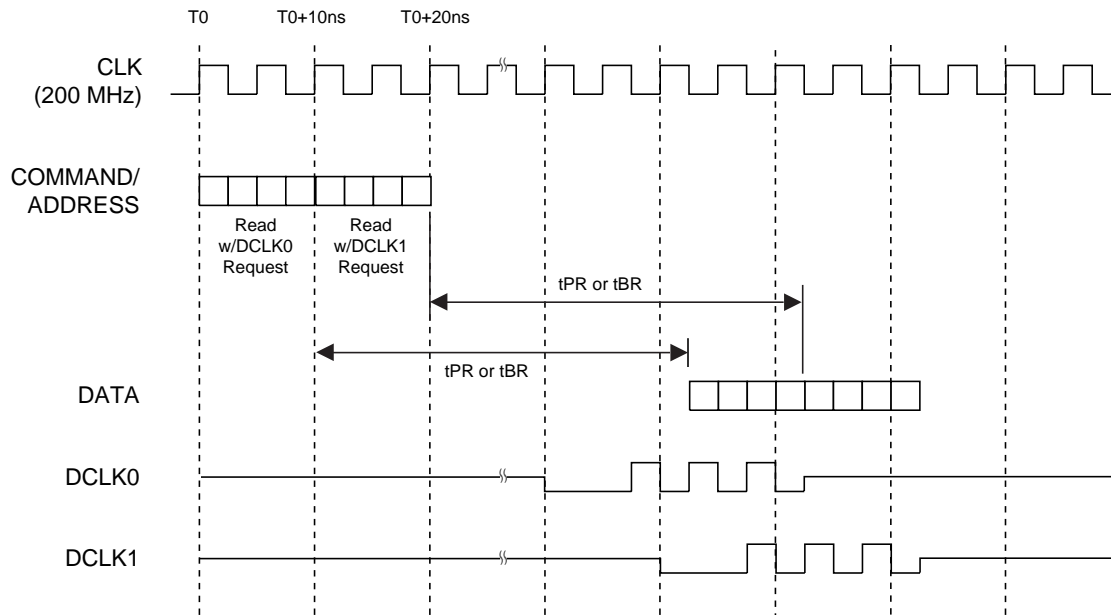 T0
T0+10ns
T0+20ns
CLK
(200 MHz)
COMMAND/
ADDRESS
Read
w/DCLK0
Request
Read
w/DCLK1
Request
tPR or tBR
tPR or tBR
DATA
DCLK0
DCLK1